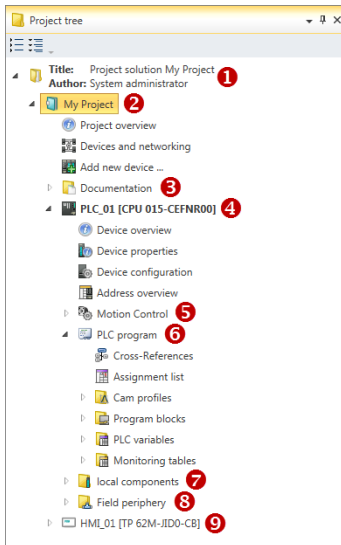 Project tree
Title: Project solution My Project 1
Author: System administrator
My Project 2
Project overview
Devices and networking
Add new device ...
Documentation 3
PLC_01 [CPU 015-CEFNR00] 4
Device overview
Device properties
Device configuration
Address overview
Motion Control 5
PLC program 6
Cross-References
Assignment list
Cam profiles
Program blocks
PLC variables
Monitoring tables
local components 7
Field periphery 8
HMI_01 [TP 62M-JID0-CB] 9